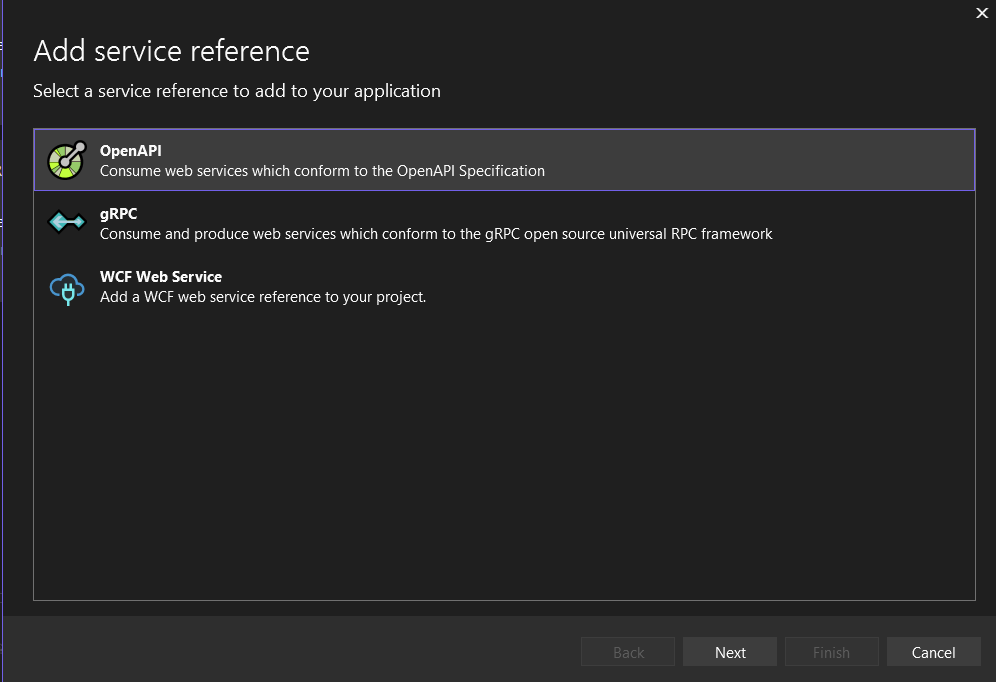 Add service reference
Select a service reference to add to your application
OpenAPI
Consume web services which conform to the OpenAPI Specification
gRPC
Consume and produce web services which conform to the gRPC open source universal RPC framework
WCF Web Service
Add a WCF web service reference to your project.
Back Next Finish Cancel